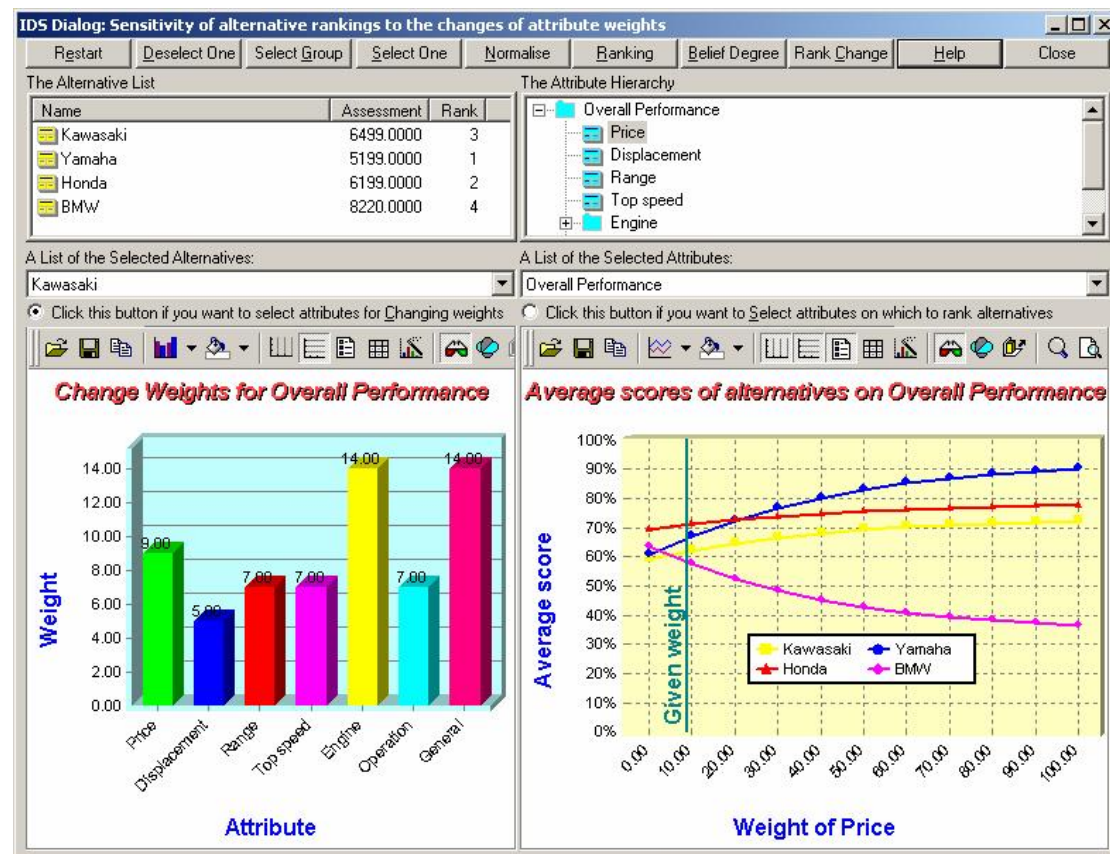 IDS Dialog: Sensitivity of alternative rankings to the changes of attribute weights
Restart Deselect One Select Group Select One Normalise Ranking Belief Degree Rank Change Help Close
The Alternative List
Name Assessment Rank
Kawasaki 6499.0000 3
Yamaha 5199.0000 1
Honda 6199.0000 2
BMW 8220.0000 4
The Attribute Hierarchy
Overall Performance
Price
Displacement
Range
Top speed
Engine
A List of the Selected Alternatives:
Kawasaki
A List of the Selected Attributes:
Overall Performance
Click this button if you want to select attributes for Changing weights
Click this button if you want to Select attributes on which to rank alternatives
Change Weights for Overall Performance
14.00
12.00
10.00
8.00
6.00
4.00
2.00
0.00
Weight
9.00
5.00
7.00
7.00
14.00
7.00
14.00
Price
Displacement
Range
Top speed
Engine
Operation
General
Attribute
Average scores of alternatives on Overall Performance
100%
90%
80%
70%
60%
50%
40%
30%
20%
10%
0%
Average score
Given weight
Kawasaki Yamaha
Honda BMW
0.00
10.00
20.00
30.00
40.00
50.00
60.00
70.00
80.00
90.00
100.00
Weight of Price